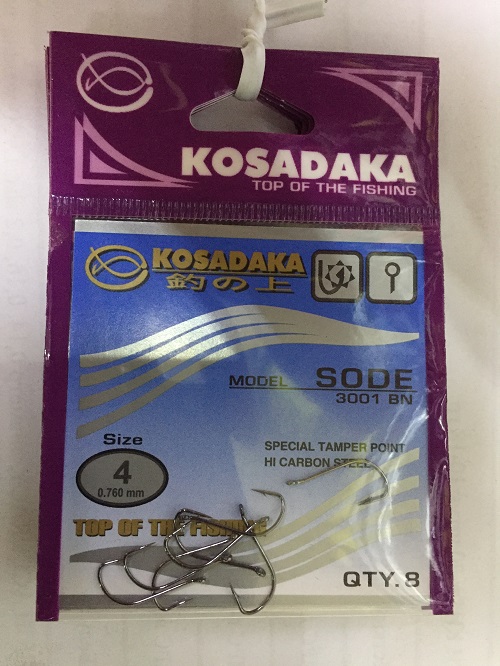 KOSADAKA
TOP OF THE FISHING
KOSADAKA
釣の上
MODEL SODE
3001 BN
Size
4
0.760 mm
SPECIAL TAMPER POINT
HI CARBON STEEL
TOP OF THE FISHING
QTY. 8